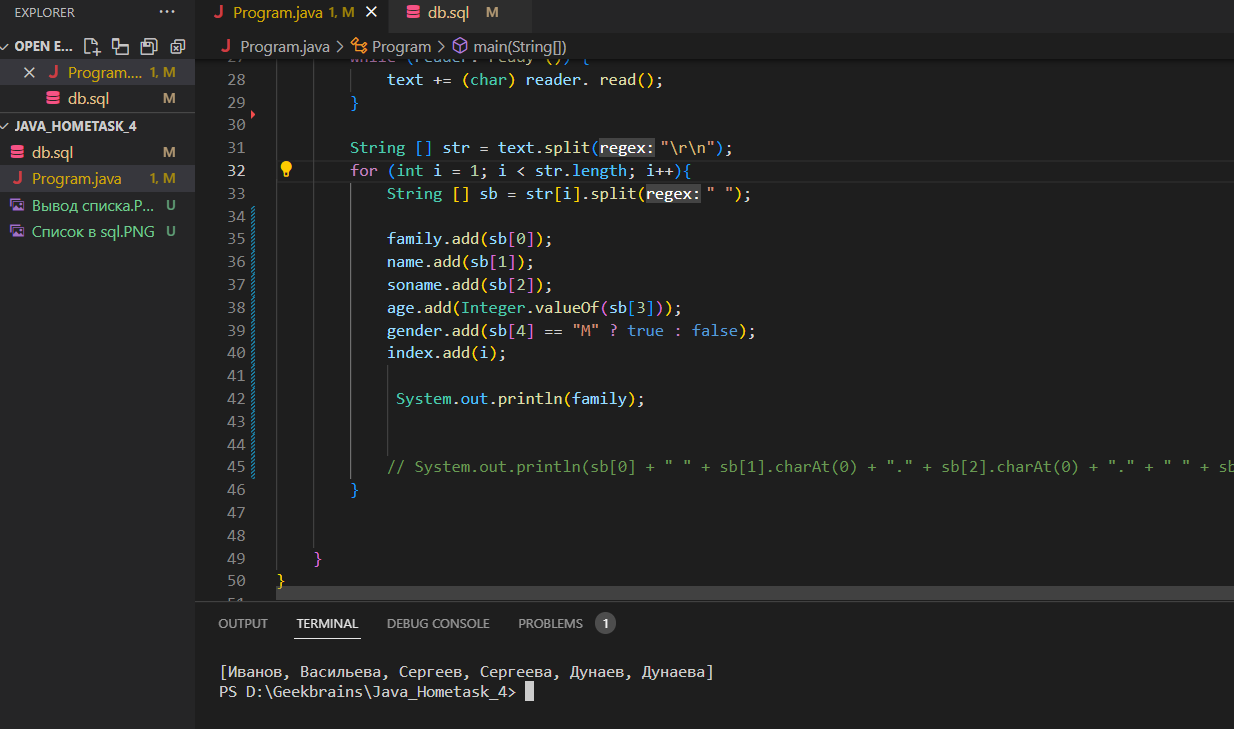 EXPLORER ...
OPEN E...
Program.... 1, M
db.sql M
JAVA_HOMETASK_4
db.sql M
Program.java 1, M
Вывод списка.P... U
Список в sql.PNG U
Program.java 1, M
db.sql M
Program.java > Program > main(String[])
27 while (reader. ready ()) {
28 text += (char) reader. read();
29 }
30
31 String [] str = text.split(regex: "\r\n");
32 for (int i = 1; i < str.length; i++){
33 String [] sb = str[i].split(regex: " ");
34
35 family.add(sb[0]);
36 name.add(sb[1]);
37 soname.add(sb[2]);
38 age.add(Integer.valueOf(sb[3]));
39 gender.add(sb[4] == "М" ? true : false);
40 index.add(i);
41
42 System.out.println(family);
43
44
45 // System.out.println(sb[0] + " " + sb[1].charAt(0) + "." + sb[2].charAt(0) + "." + " " + sb
46 }
47
48
49 }
50 }
51
OUTPUT TERMINAL DEBUG CONSOLE PROBLEMS 1
[Иванов, Васильева, Сергеев, Сергеева, Дунаев, Дунаева]
PS D:\Geekbrains\Java_Hometask_4>